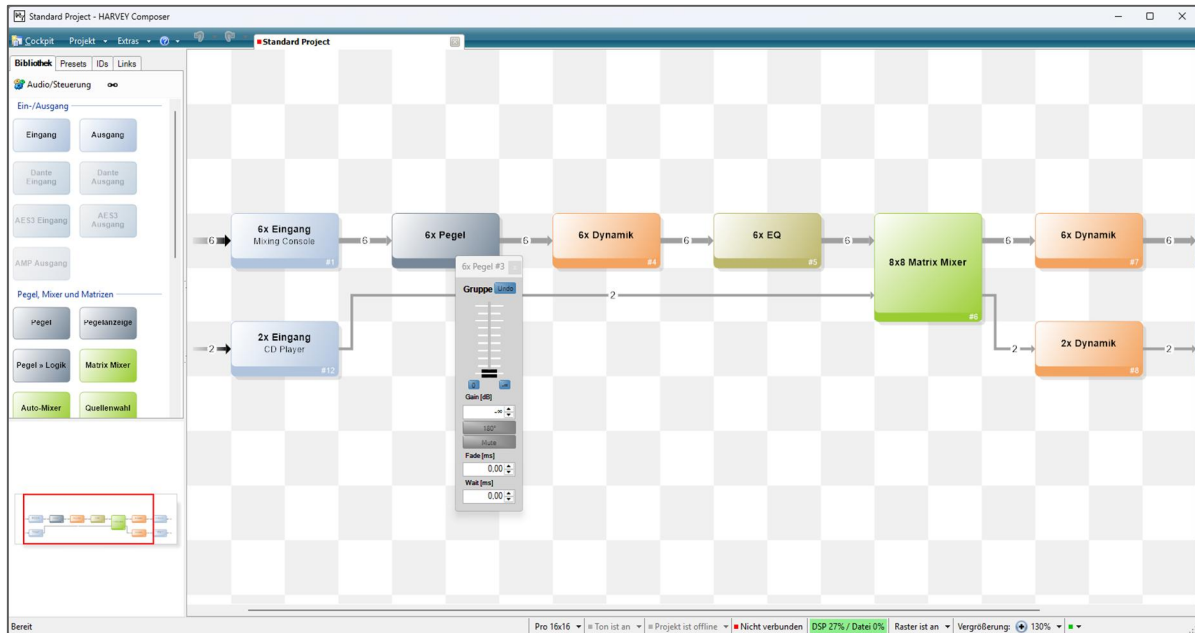 Standard Project - HARVEY Composer
Cockpit Projekt Extras
Standard Project
Bibliothek Presets IDs Links
Audio/Steuerung
Ein-/Ausgang
Eingang Ausgang
Dante Eingang
Dante Ausgang
AES3 Eingang
AES3 Ausgang
AMP Ausgang
Pegel, Mixer und Matrizen
Pegel Pegelanzeige
Pegel » Logik Matrix Mixer
Auto-Mixer Quellenwahl
6
6x Eingang
Mixing Console
#1
6
6x Pegel
6
6x Dynamik
#4
6
6x EQ
#5
6
8x8 Matrix Mixer
#6
6
6x Dynamik
#7
6
2
2x Eingang
CD Player
#12
2
2
2x Dynamik
#8
2
6x Pegel #3
Gruppe Undo
0 -∞
Gain [dB]
-∞
180°
Mute
Fade [ms]
0.00
Wait [ms]
0.00
Bereit
Pro 16x16 Ton ist an Projekt ist offline Nicht verbunden DSP 27% / Datei 0% Raster ist an Vergrößerung: 130%